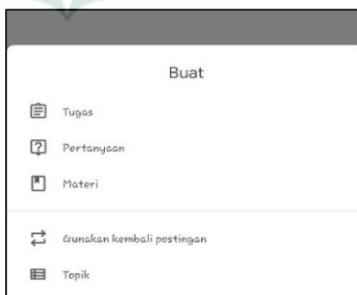 Buat
Tugas
Pertanyaan
Materi
Gunakan kembali postingan
Topik